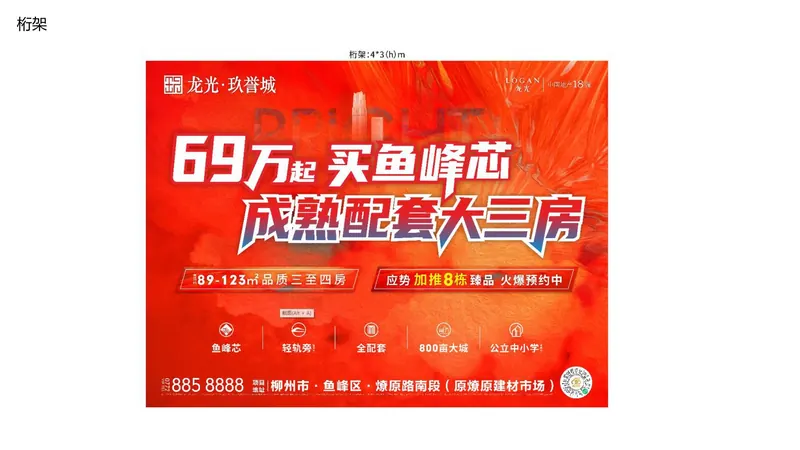 桁架
桁架:4*3(h)m
龙光·玖誉城
LOGAN
龙光
69万起 买鱼峰芯
成熟配套大三房
89-123㎡品质三至四房
应势 加推8栋 臻品 火爆预约中
鱼峰芯
轻轨旁
全配套
800亩大城
公立中小学
885 8888
项目地址
柳州市·鱼峰区·燎原路南段(原燎原建材市场)